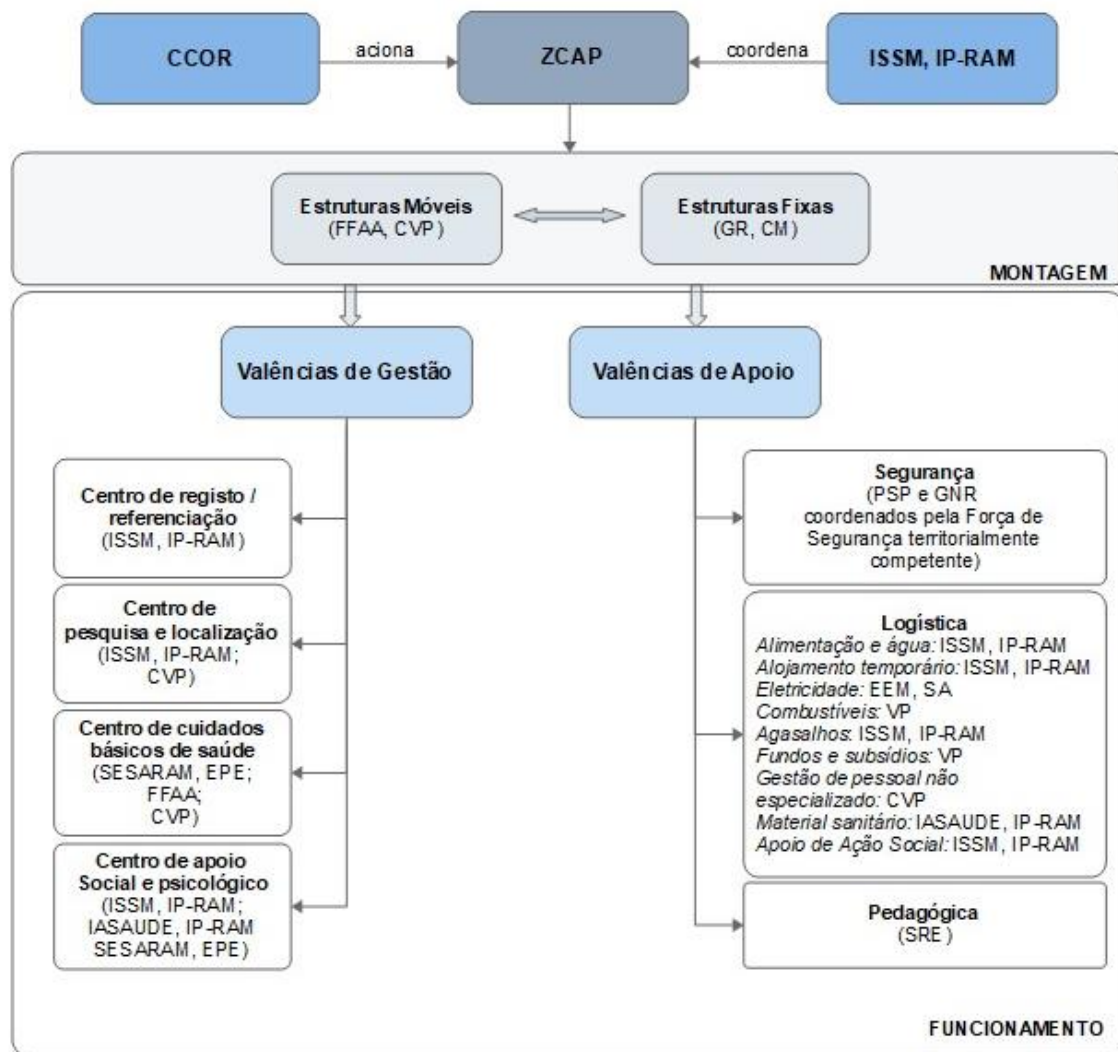 CCOR
aciona
ZCAP
coordena
ISSM, IP-RAM
Estruturas Móveis
(FFAA, CVP)
Estruturas Fixas
(GR, CM)
MONTAGEM
Valências de Gestão
Valências de Apoio
Centro de registo /
referenciação
(ISSM, IP-RAM)
Centro de
pesquisa e localização
(ISSM, IP-RAM;
CVP)
Centro de cuidados
básicos de saúde
(SESARAM, EPE;
FFAA;
CVP)
Centro de apoio
Social e psicológico
(ISSM, IP-RAM;
IASAUDE, IP-RAM
SESARAM, EPE)
Segurança
(PSP e GNR
coordenados pela Força de
Segurança territorialmente
competente)
Logística
Alimentação e água: ISSM, IP-RAM
Alojamento temporário: ISSM, IP-RAM
Eletricidade: EEM, SA
Combustíveis: VP
Agasalhos: ISSM, IP-RAM
Fundos e subsídios: VP
Gestão de pessoal não
especializado: CVP
Material sanitário: IASAUDE, IP-RAM
Apoio de Ação Social: ISSM, IP-RAM
Pedagógica
(SRE)
FUNCIONAMENTO